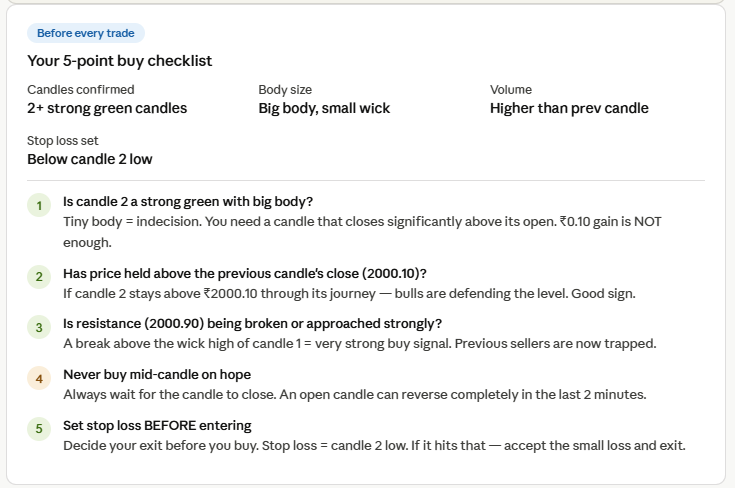 Before every trade
Your 5-point buy checklist
Candles confirmed
2+ strong green candles
Body size
Big body, small wick
Volume
Higher than prev candle
Stop loss set
Below candle 2 low
1
Is candle 2 a strong green with big body?
Tiny body = indecision. You need a candle that closes significantly above its open. ₹0.10 gain is NOT
enough.
2
Has price held above the previous candle's close (2000.10)?
If candle 2 stays above ₹2000.10 through its journey — bulls are defending the level. Good sign.
3
Is resistance (2000.90) being broken or approached strongly?
A break above the wick high of candle 1 = very strong buy signal. Previous sellers are now trapped.
4
Never buy mid-candle on hope
Always wait for the candle to close. An open candle can reverse completely in the last 2 minutes.
5
Set stop loss BEFORE entering
Decide your exit before you buy. Stop loss = candle 2 low. If it hits that — accept the small loss and exit.